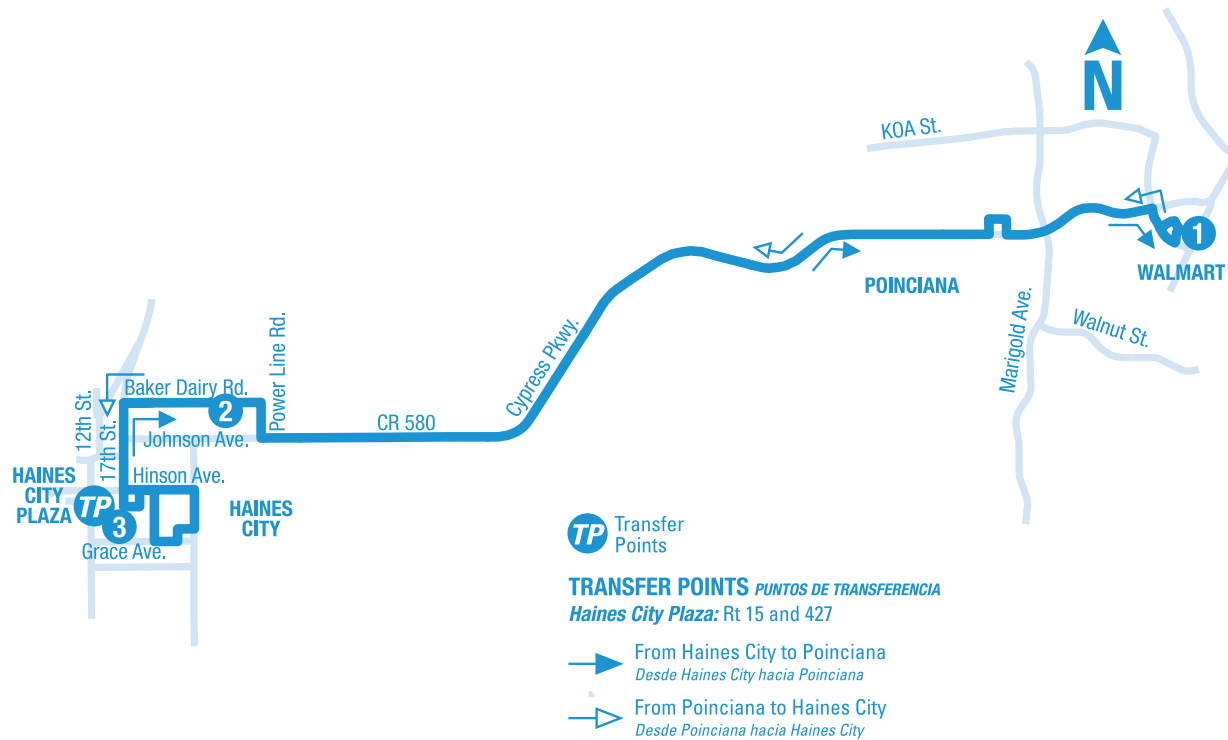 N
KOA St.
1
WALMART
POINCIANA
Marigold Ave.
Walnut St.
Cypress Pkwy.
CR 580
Power Line Rd.
Baker Dairy Rd.
2
12th St.
17th St.
Johnson Ave.
Hinson Ave.
HAINES
CITY
PLAZA
TP
3
HAINES
CITY
Grace Ave.
TP Transfer
Points
TRANSFER POINTS PUNTOS DE TRANSFERENCIA
Haines City Plaza: Rt 15 and 427
From Haines City to Poinciana
Desde Haines City hacia Poinciana
From Poinciana to Haines City
Desde Poinciana hacia Haines City